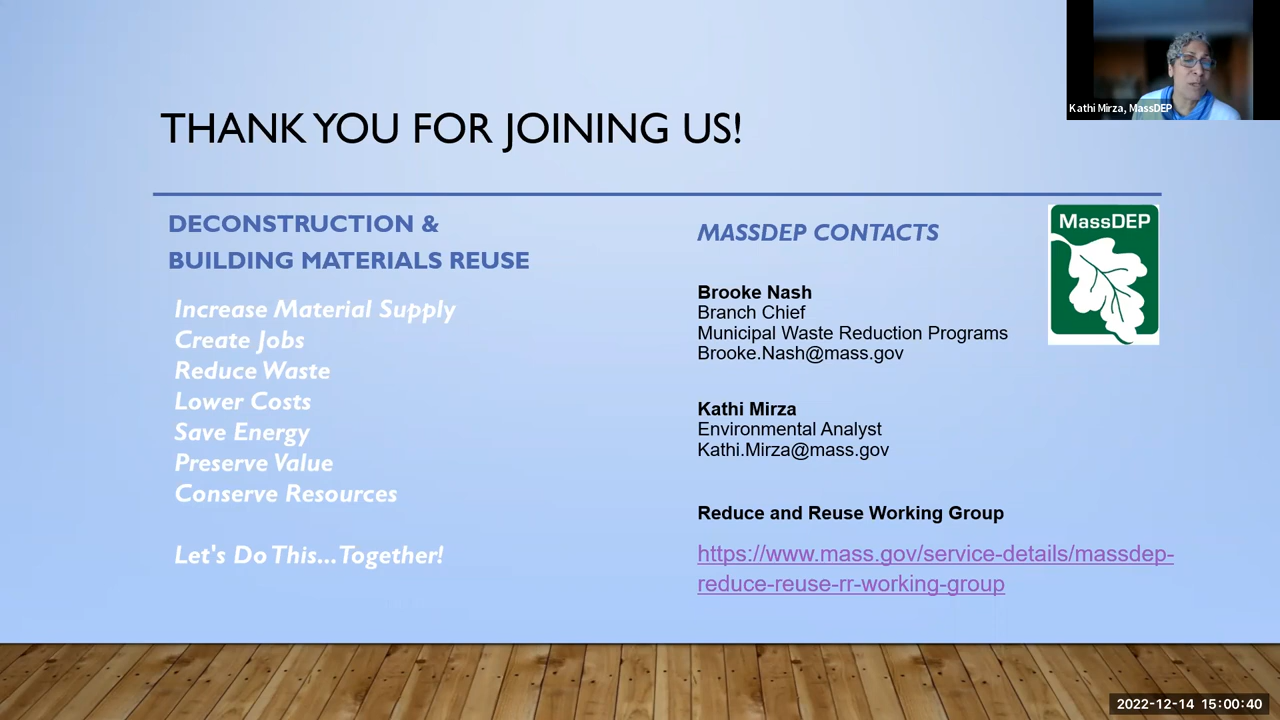 Kathi Mirza, MassDEP
THANK YOU FOR JOINING US!
DECONSTRUCTION &
BUILDING MATERIALS REUSE
Increase Material Supply
Create Jobs
Reduce Waste
Lower Costs
Save Energy
Preserve Value
Conserve Resources
Let's Do This...Together!
MASSDEP CONTACTS
MassDEP
Brooke Nash
Branch Chief
Municipal Waste Reduction Programs
Brooke.Nash@mass.gov
Kathi Mirza
Environmental Analyst
Kathi.Mirza@mass.gov
Reduce and Reuse Working Group
https://www.mass.gov/service-details/massdep-
reduce-reuse-rr-working-group
2022-12-14 15:00:40